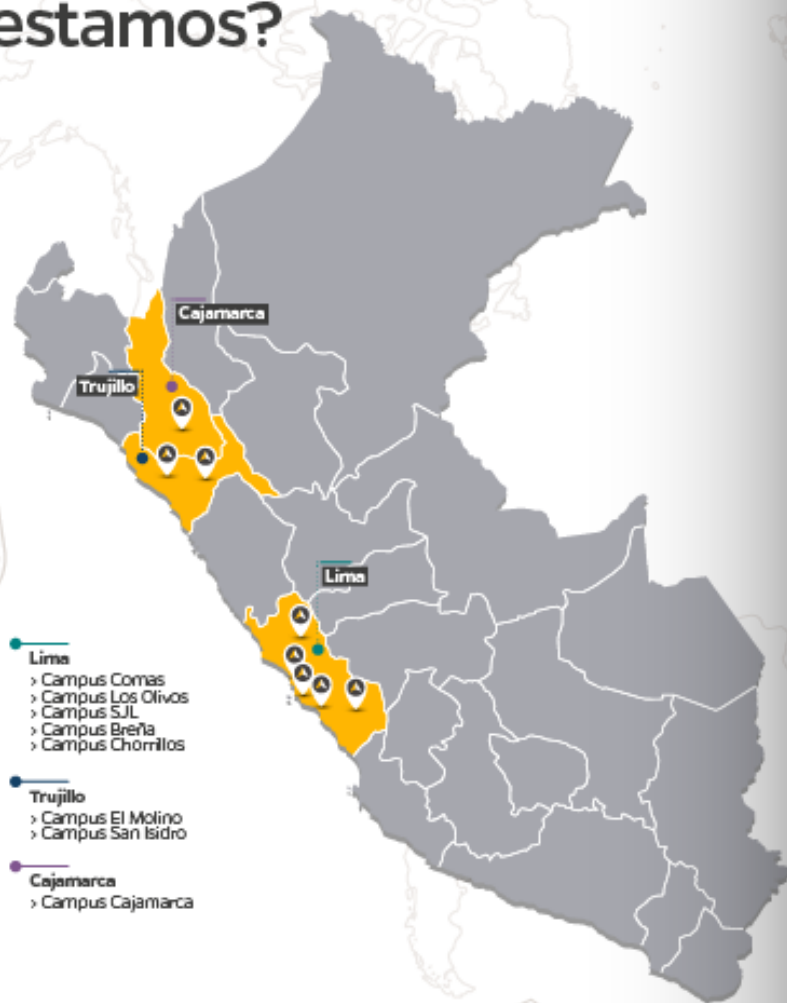 estamos?
Cajamarca
Trujillo
Lima
Lima
› Campus Comas
› Campus Los Olivos
› Campus SJL
› Campus Breña
› Campus Chorrillos
Trujillo
› Campus El Molino
› Campus San Isidro
Cajamarca
› Campus Cajamarca